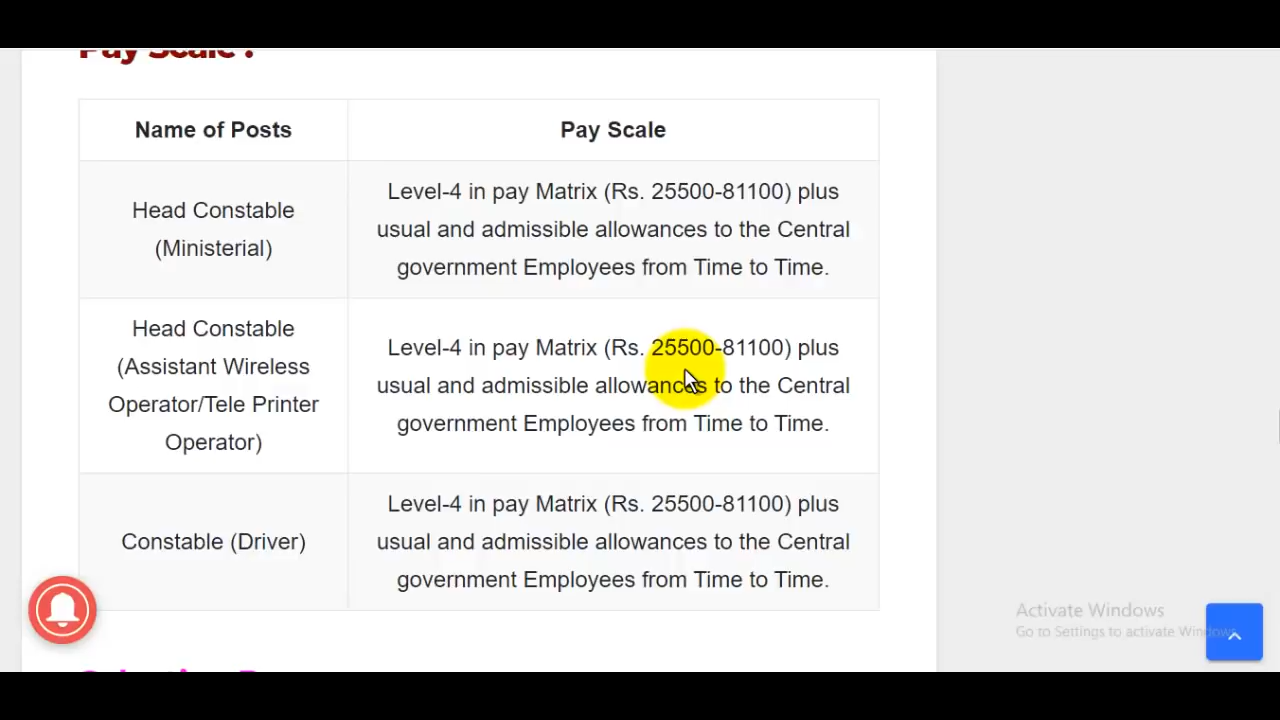 Pay Scale :
Name of Posts
Pay Scale
Head Constable
(Ministerial)
Level-4 in pay Matrix (Rs. 25500-81100) plus
usual and admissible allowances to the Central
government Employees from Time to Time.
Head Constable
(Assistant Wireless
Operator/Tele Printer
Operator)
Level-4 in pay Matrix (Rs. 25500-81100) plus
usual and admissible allowances to the Central
government Employees from Time to Time.
Constable (Driver)
Level-4 in pay Matrix (Rs. 25500-81100) plus
usual and admissible allowances to the Central
government Employees from Time to Time.
Activate Windows
Go to Settings to activate Windows.